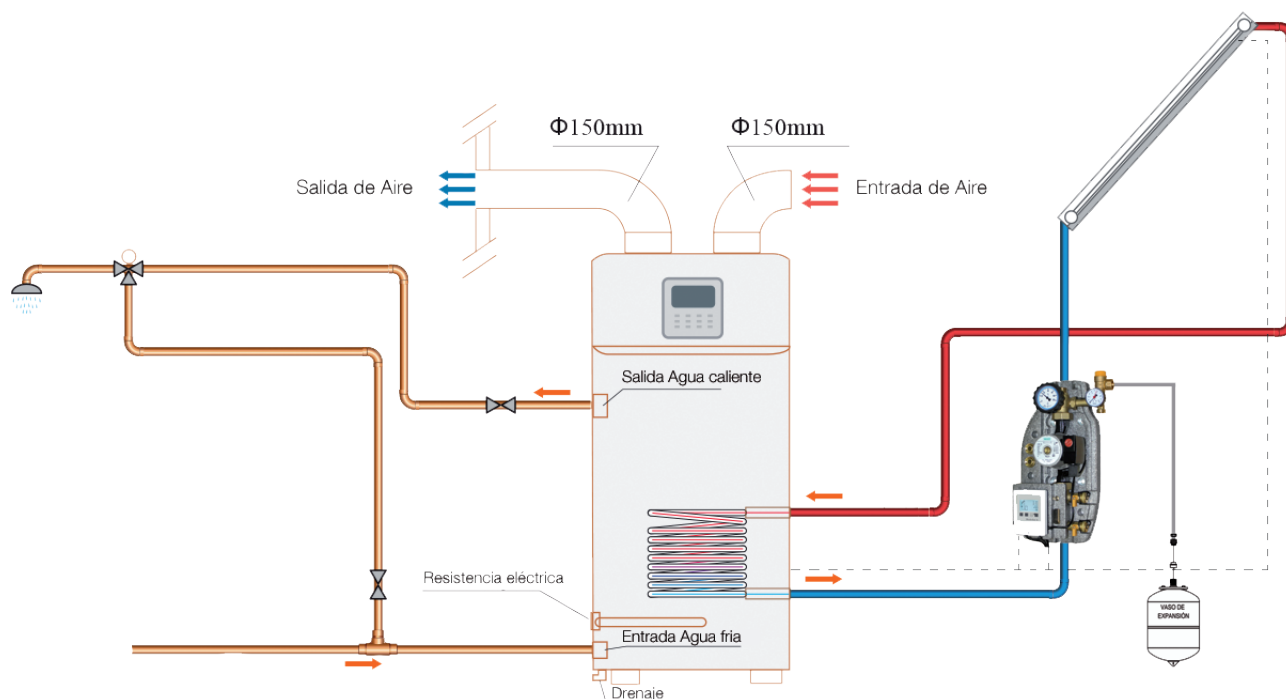 Φ150mm
Φ150mm
Salida de Aire
Entrada de Aire
Salida Agua caliente
Resistencia eléctrica
Entrada Agua fria
Drenaje
VASO DE
EXPANSIÓN